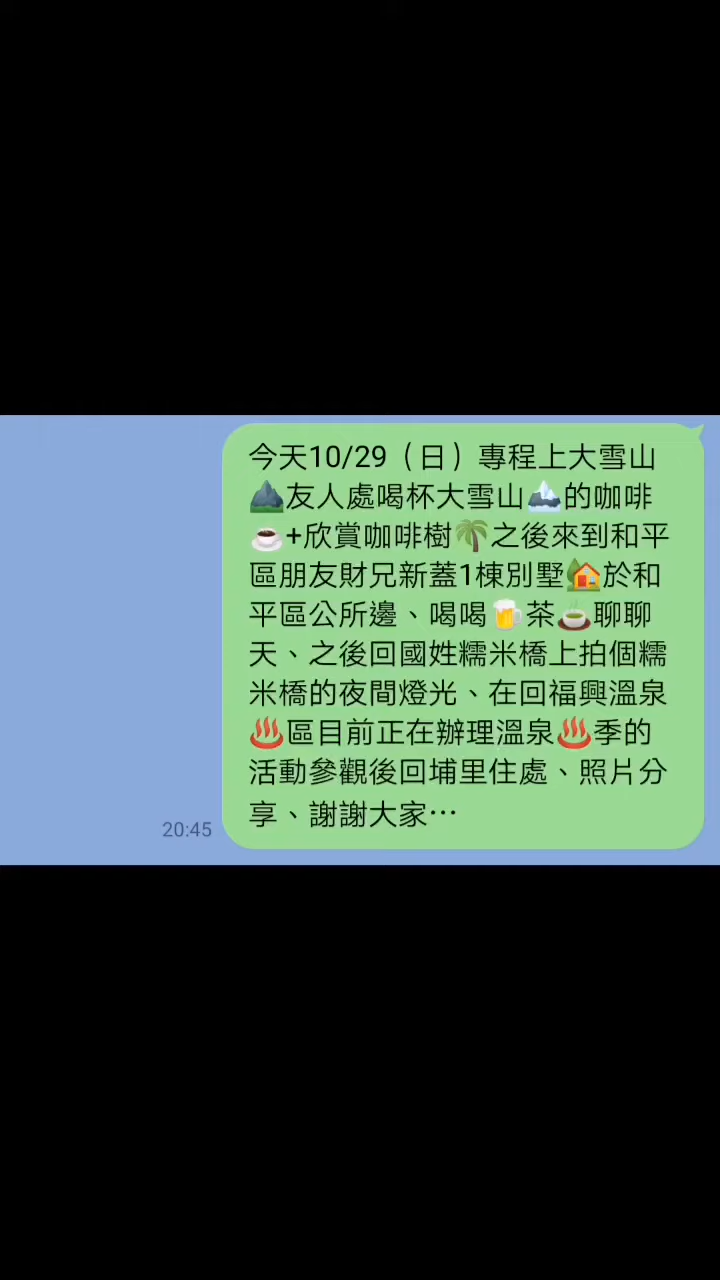 今天10/29（日）專程上大雪山
⛰️友人處喝杯大雪山🏔️的咖啡
☕+欣賞咖啡樹🌴之後來到和平
區朋友財兄新蓋1棟別墅🏡於和
平區公所邊、喝喝🍺茶🍵聊聊
天、之後回國姓糯米橋上拍個糯
米橋的夜間燈光、在回福興溫泉
♨️區目前正在辦理溫泉♨️季的
活動參觀後回埔里住處、照片分
享、謝謝大家⋯
20:45